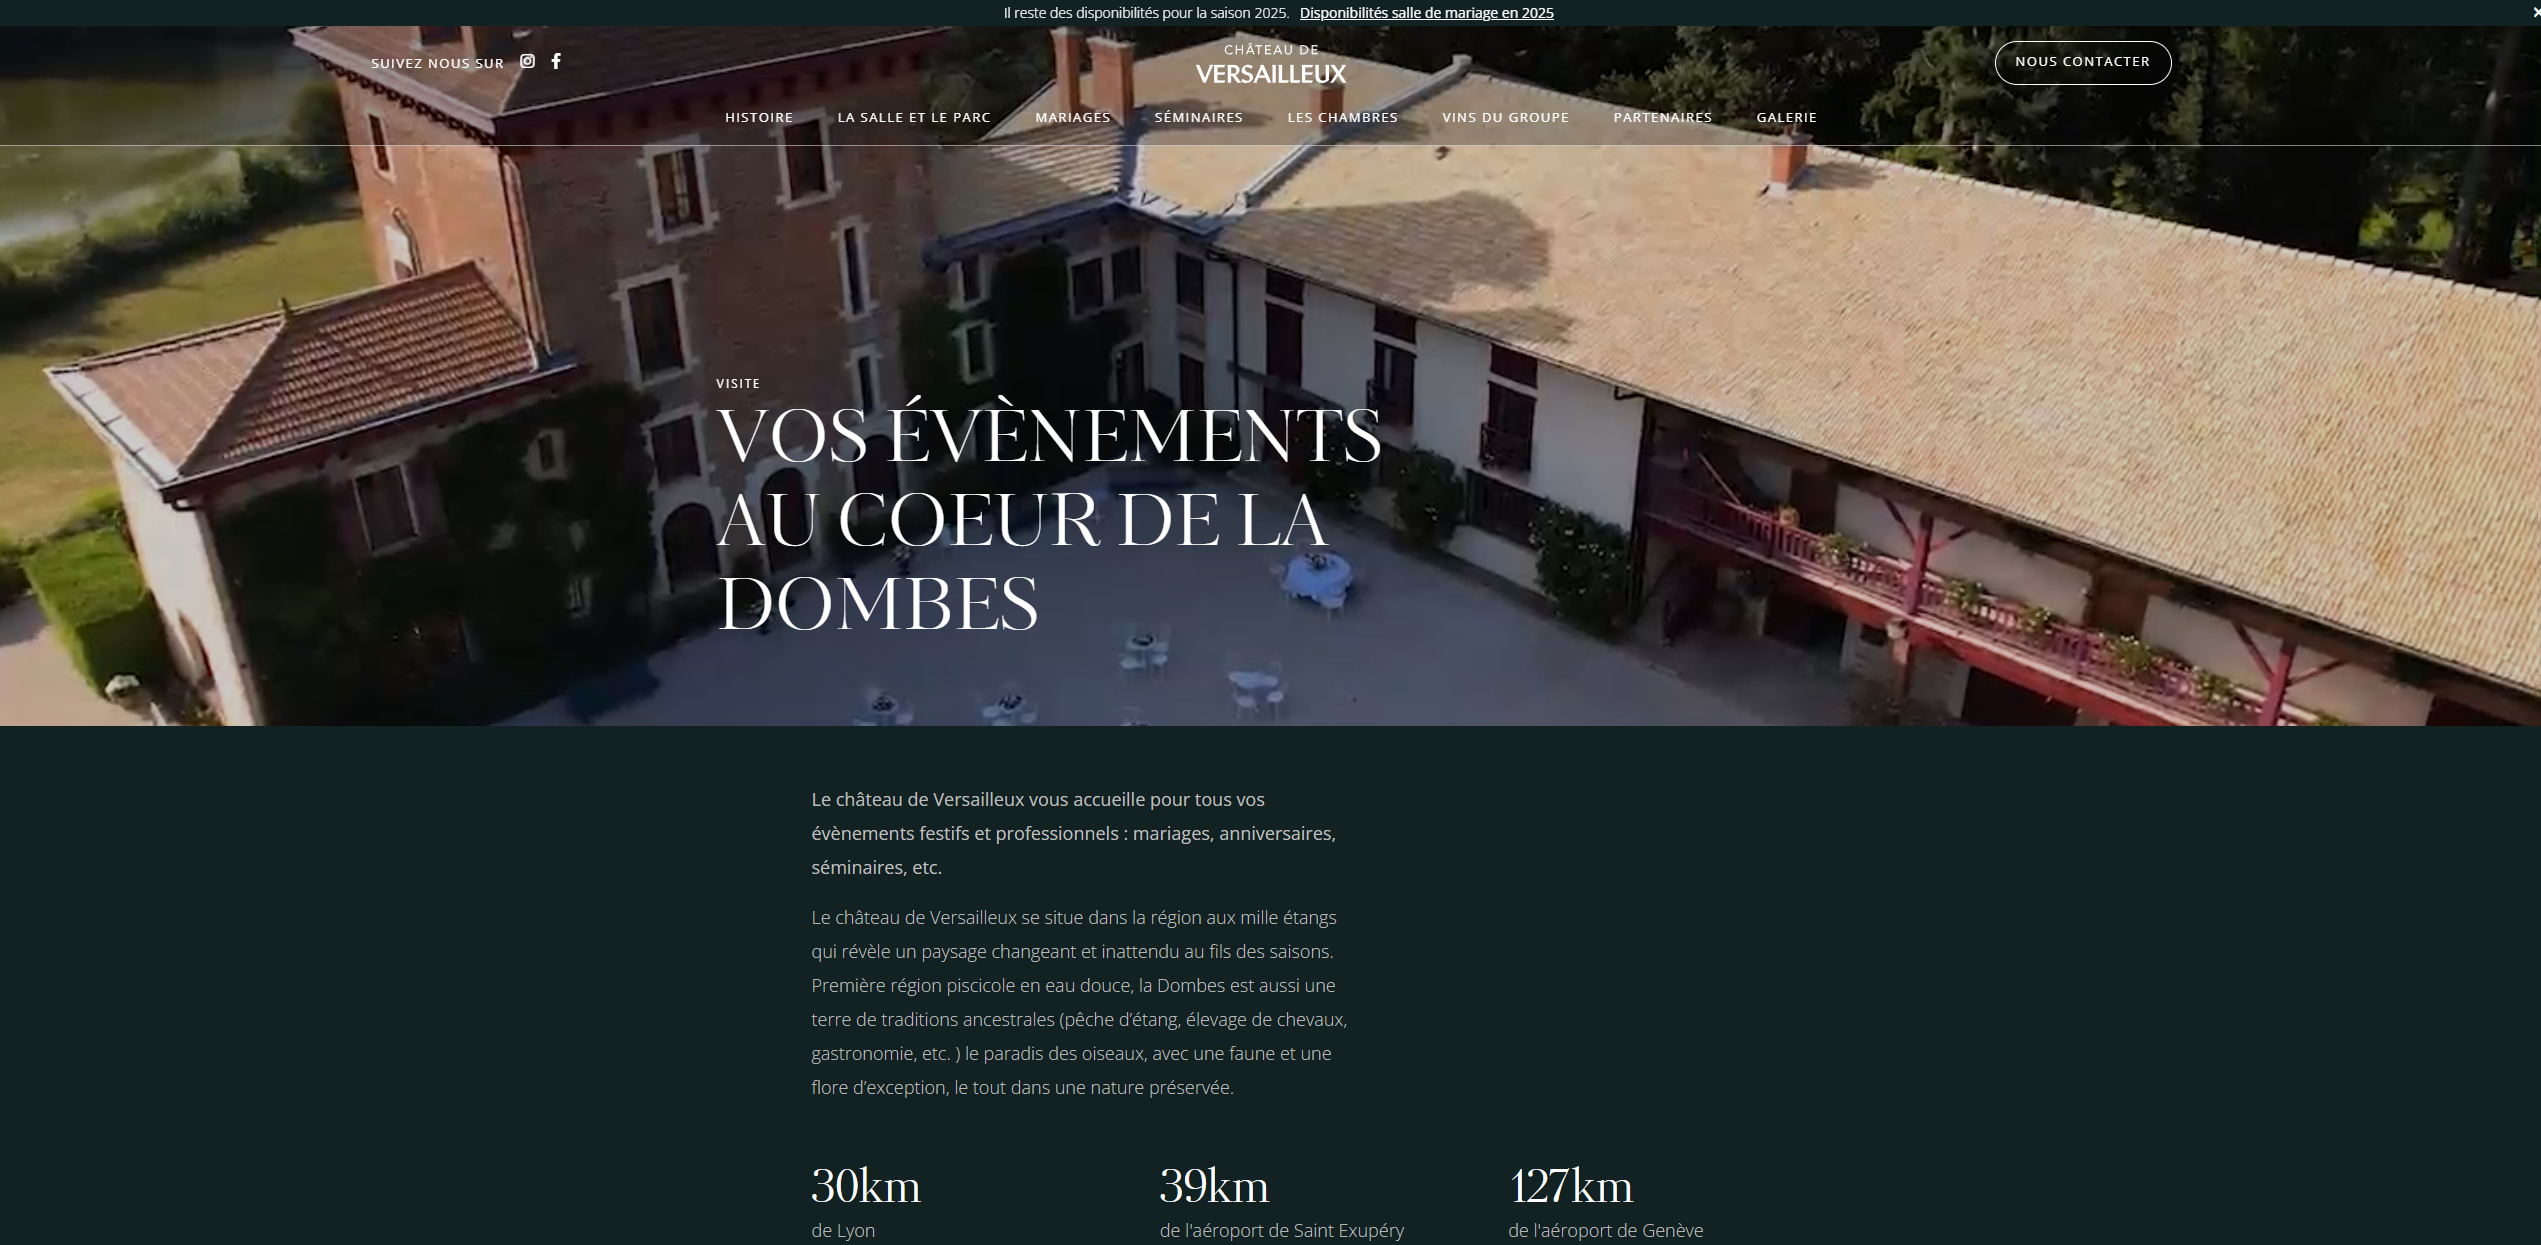 Il reste des disponibilités pour la saison 2025. Disponibilités salle de mariage en 2025
SUIVEZ NOUS SUR
CHÂTEAU DE
VERSAILLEUX
NOUS CONTACTER
HISTOIRE LA SALLE ET LE PARC MARIAGES SÉMINAIRES LES CHAMBRES VINS DU GROUPE PARTENAIRES GALERIE
VISITE
VOS ÉVÈNEMENTS
AU COEUR DE LA
DOMBES
Le château de Versailleux vous accueille pour tous vos
évènements festifs et professionnels : mariages, anniversaires,
séminaires, etc.
Le château de Versailleux se situe dans la région aux mille étangs
qui révèle un paysage changeant et inattendu au fils des saisons.
Première région piscicole en eau douce, la Dombes est aussi une
terre de traditions ancestrales (pêche d’étang, élevage de chevaux,
gastronomie, etc. ) le paradis des oiseaux, avec une faune et une
flore d’exception, le tout dans une nature préservée.
30km
de Lyon
39km
de l'aéroport de Saint Exupéry
127km
de l'aéroport de Genève